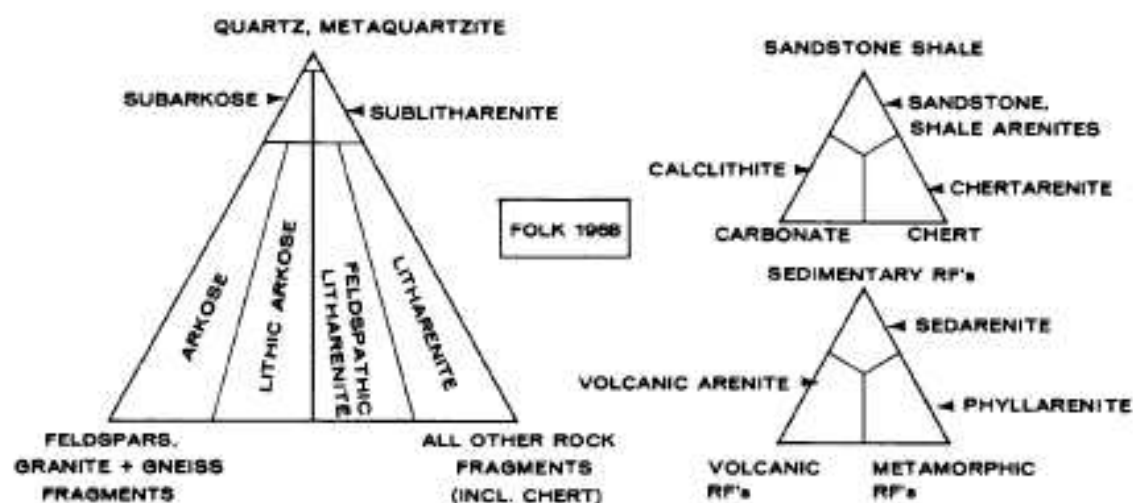 QUARTZ, METAQUARTZITE
SUBARKOSE
SUBLITHARENITE
ARKOSE
LITHIC ARKOSE
FELDSPATHIC
LITHARENITE
LITHARENITE
FELDSPARS,
GRANITE + GNEISS
FRAGMENTS
ALL OTHER ROCK
FRAGMENTS
(INCL. CHERT)
FOLK 1968
SANDSTONE SHALE
SANDSTONE,
SHALE ARENITES
CALCLITHITE
CHERTARENITE
CARBONATE
CHERT
SEDIMENTARY RF's
SEDARENITE
VOLCANIC ARENITE
PHYLLARENITE
VOLCANIC
RF's
METAMORPHIC
RF's